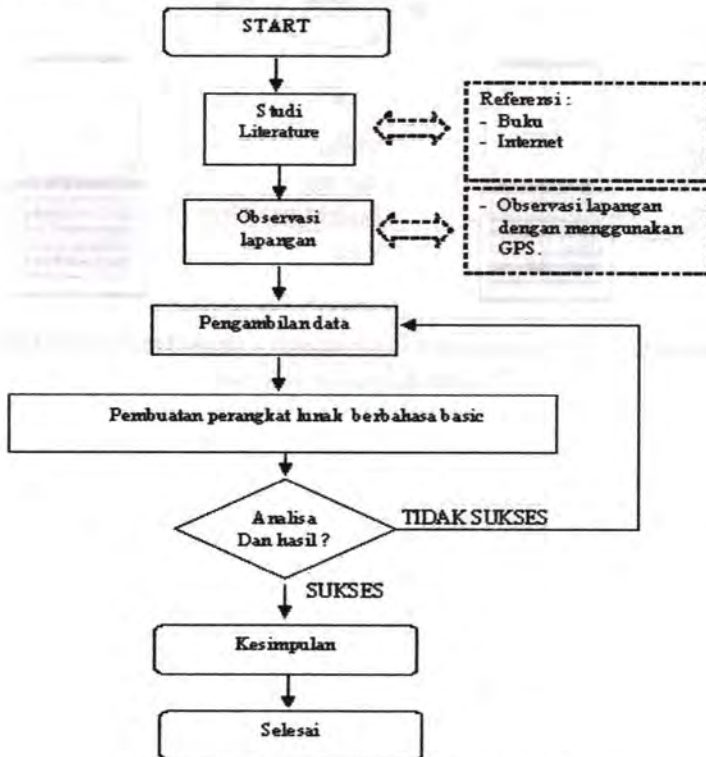 START
Studi
Literature
Referensi :
- Buku
- Internet
Observasi
lapangan
- Observasi lapangan
dengan menggunakan
GPS.
Pengambilan data
Pembuatan perangkat lunak berbahasa basic
Analisa
Dan hasil ?
TIDAK SUKSES
SUKSES
Kesimpulan
Selesai